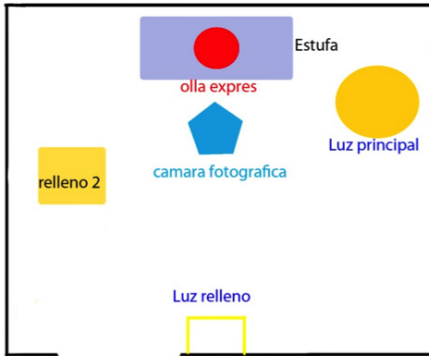 Estufa
olla expres
Luz principal
camara fotografica
relleno 2
Luz relleno